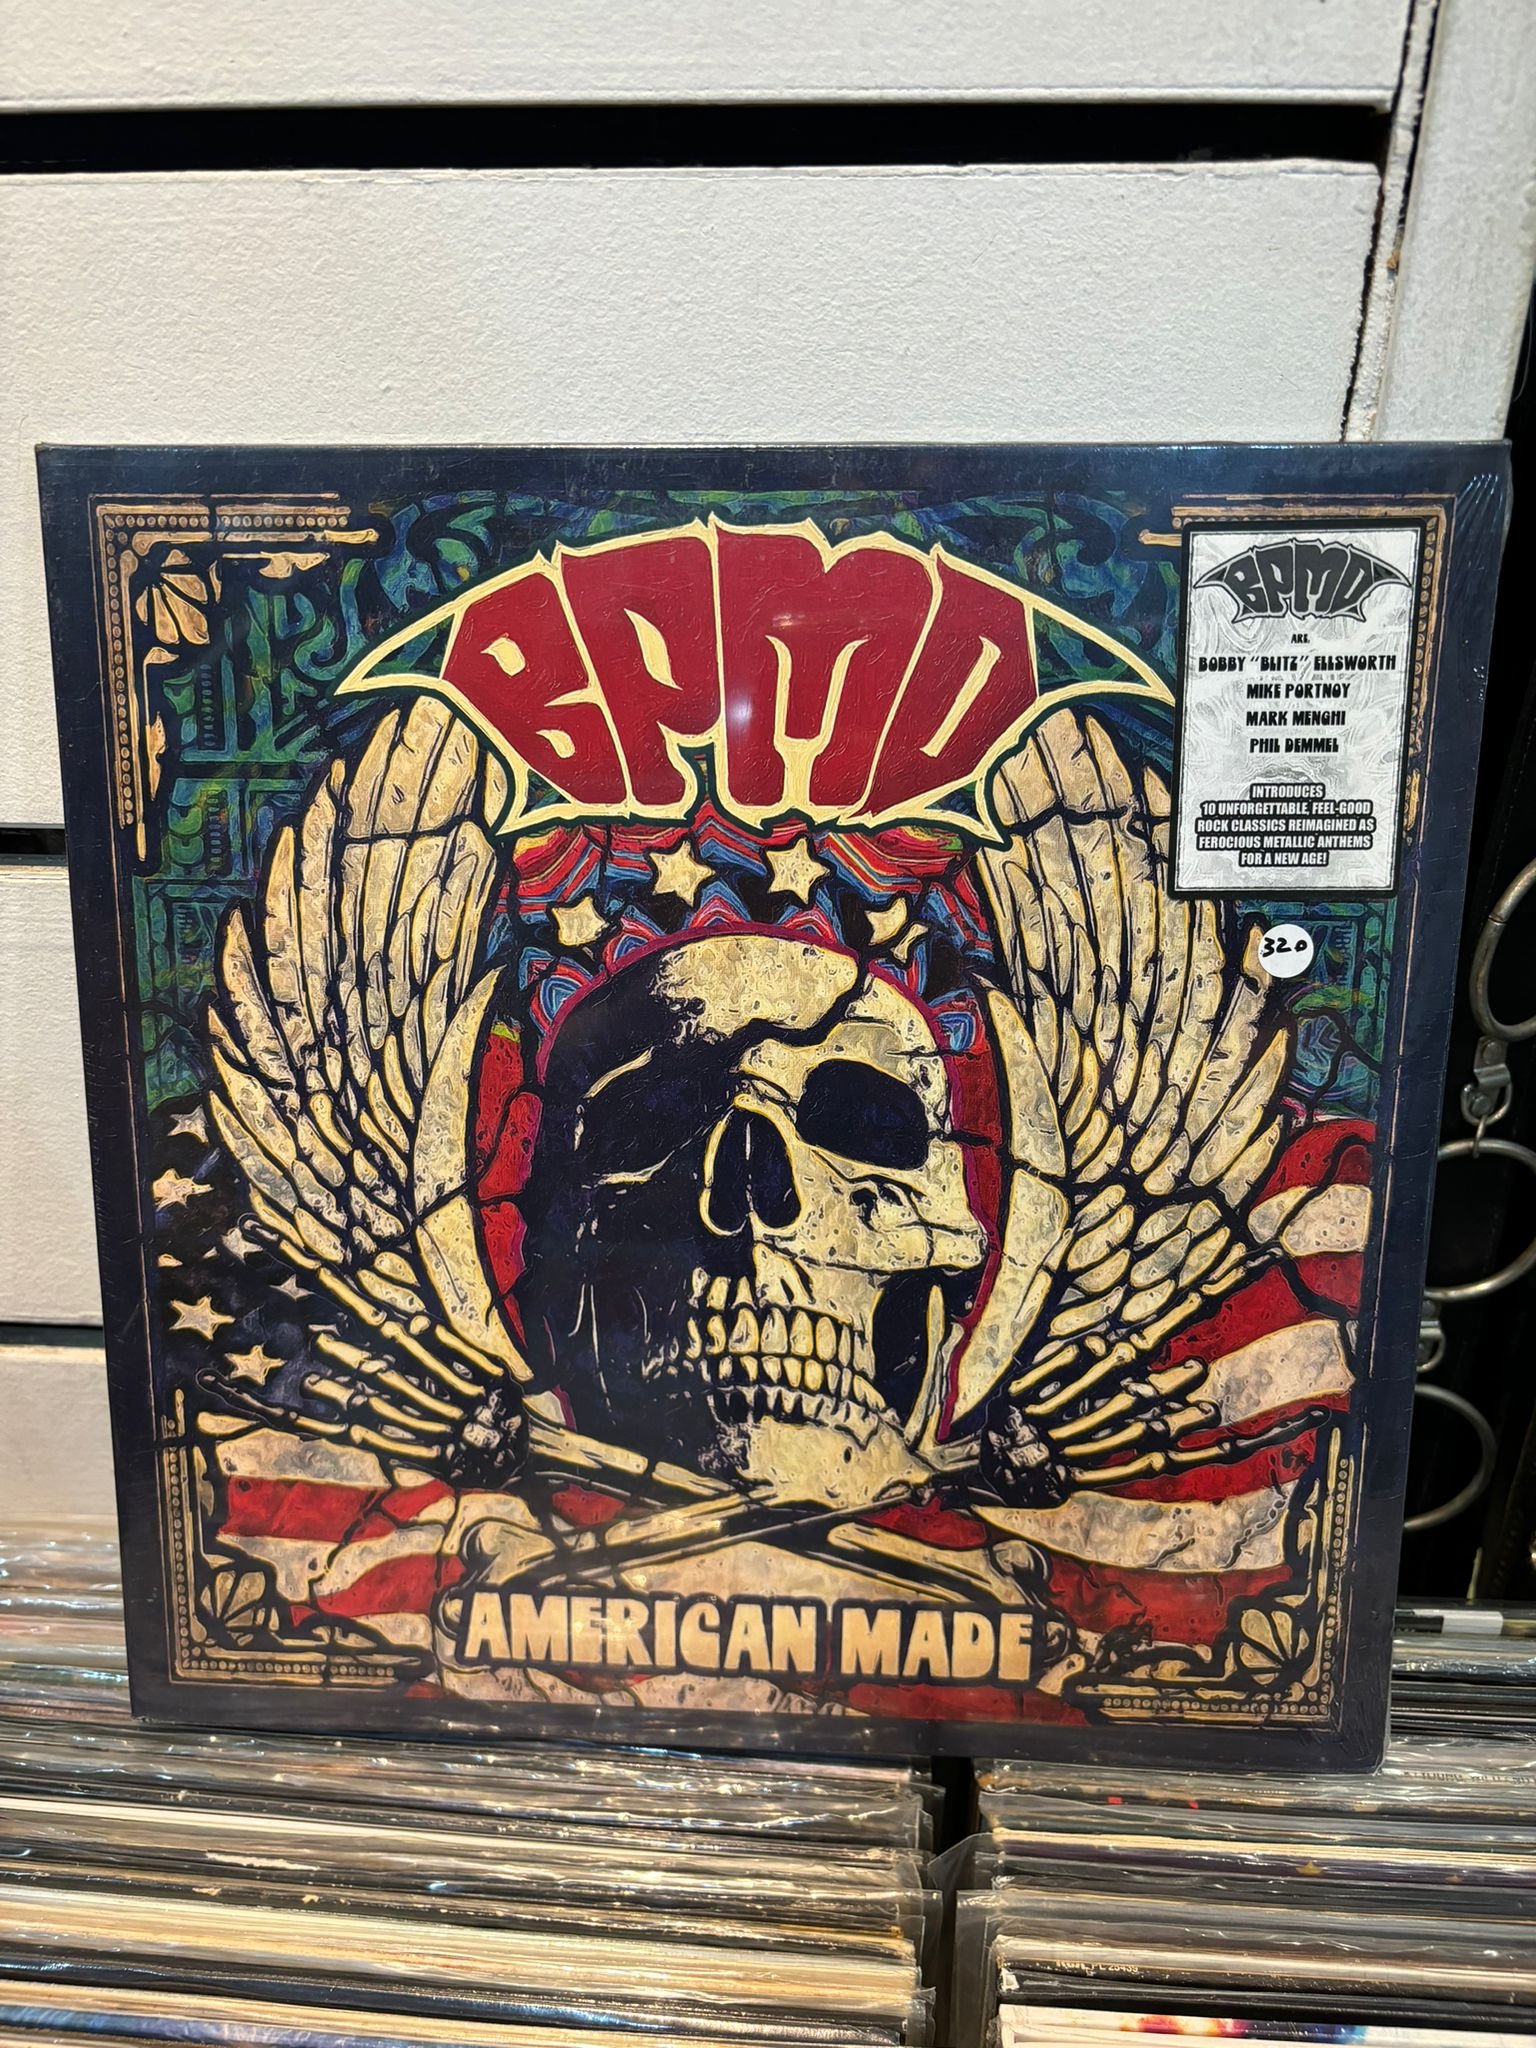 BPMD
BPMD
ARE
BOBBY "BLITZ" ELLSWORTH
MIKE PORTNOY
MARK MENGHI
PHIL DEMMEL
INTRODUCES
10 UNFORGETTABLE, FEEL-GOOD
ROCK CLASSICS REIMAGINED AS
FEROCIOUS METALLIC ANTHEMS
FOR A NEW AGE!
320
AMERICAN MADE